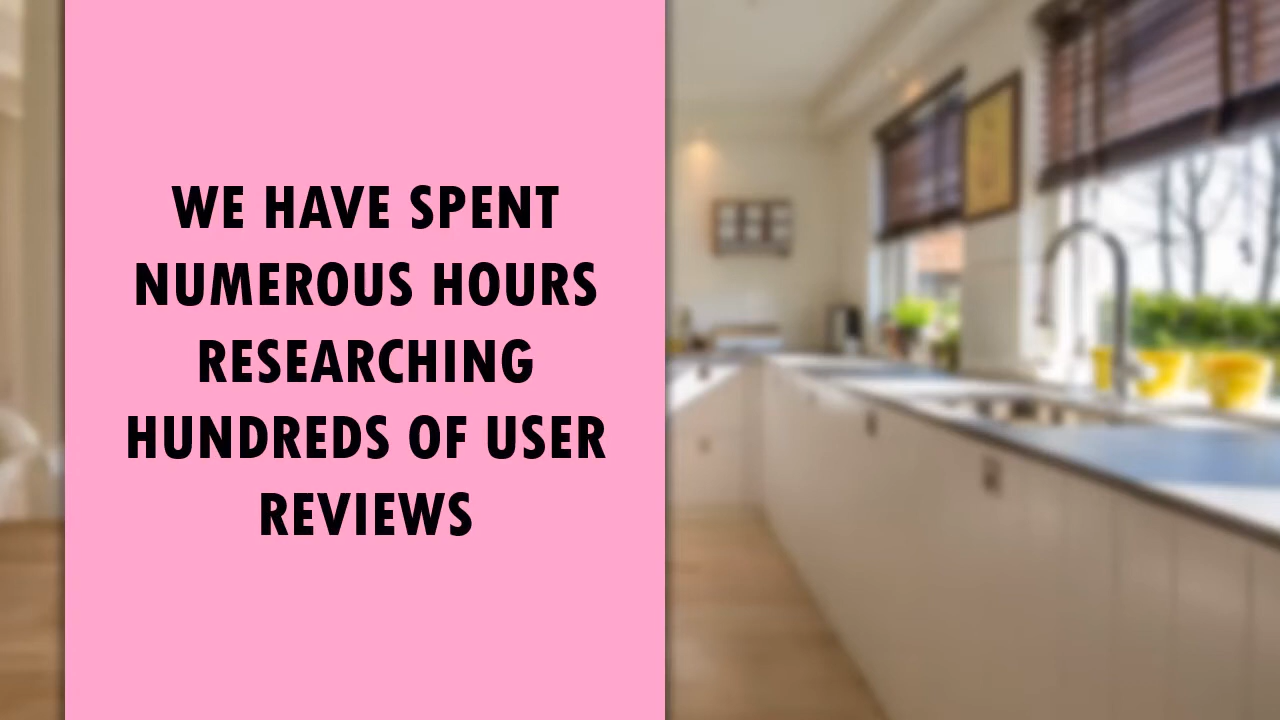 WE HAVE SPENT
NUMEROUS HOURS
RESEARCHING
HUNDREDS OF USER
REVIEWS